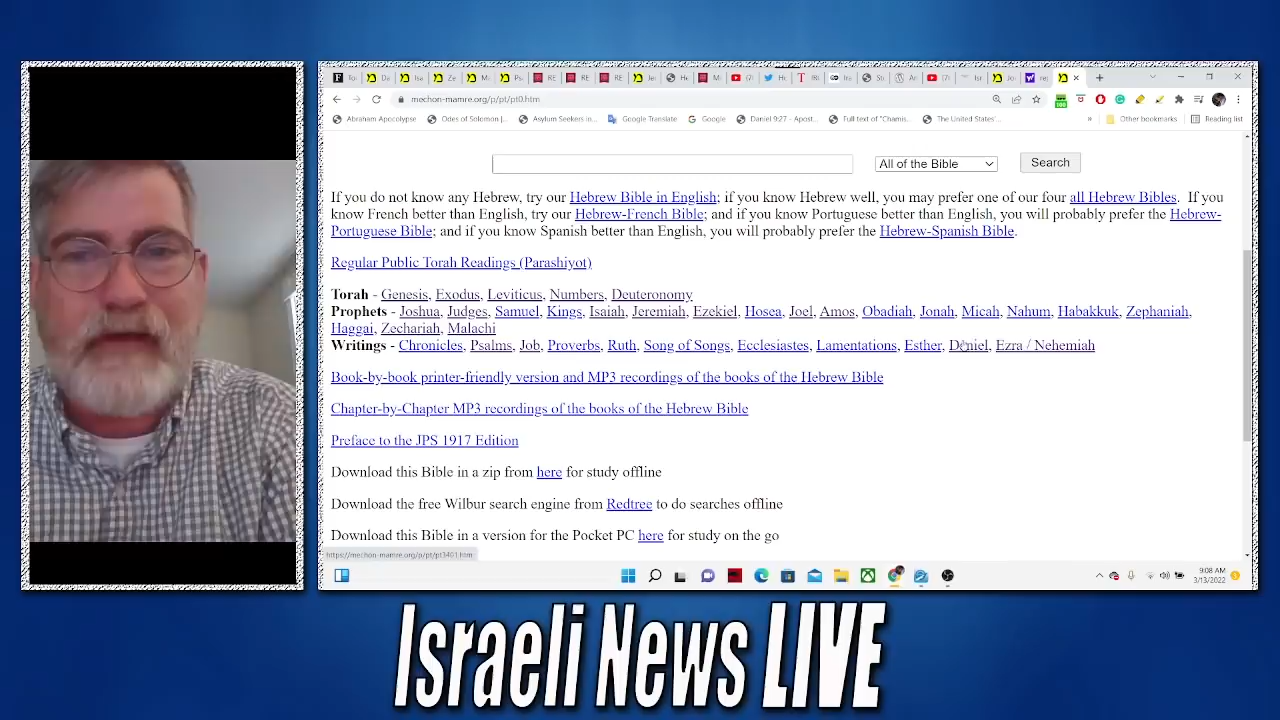 mechon-mamre.org/p/pt/pt0.htm
Abraham Apocalypse
Odes of Solomon |...
Asylum Seekers in...
Google Translate
Google
Daniel 9:27 - Apost...
Full text of "Chamis...
The United States'...
»
Other bookmarks
Reading list
All of the Bible
Search
If you do not know any Hebrew, try our Hebrew Bible in English; if you know Hebrew well, you may prefer one of our four all Hebrew Bibles. If you
know French better than English, try our Hebrew-French Bible; and if you know Portuguese better than English, you will probably prefer the Hebrew-
Portuguese Bible; and if you know Spanish better than English, you will probably prefer the Hebrew-Spanish Bible.
Regular Public Torah Readings (Parashiyot)
Torah - Genesis, Exodus, Leviticus, Numbers, Deuteronomy
Prophets - Joshua, Judges, Samuel, Kings, Isaiah, Jeremiah, Ezekiel, Hosea, Joel, Amos, Obadiah, Jonah, Micah, Nahum, Habakkuk, Zephaniah,
Haggai, Zechariah, Malachi
Writings - Chronicles, Psalms, Job, Proverbs, Ruth, Song of Songs, Ecclesiastes, Lamentations, Esther, Daniel, Ezra / Nehemiah
Book-by-book printer-friendly version and MP3 recordings of the books of the Hebrew Bible
Chapter-by-Chapter MP3 recordings of the books of the Hebrew Bible
Preface to the JPS 1917 Edition
Download this Bible in a zip from here for study offline
Download the free Wilbur search engine from Redtree to do searches offline
Download this Bible in a version for the Pocket PC here for study on the go
https://mechon-mamre.org/p/pt/pt3401.htm
9:08 AM
3/13/2022
Israeli News LIVE